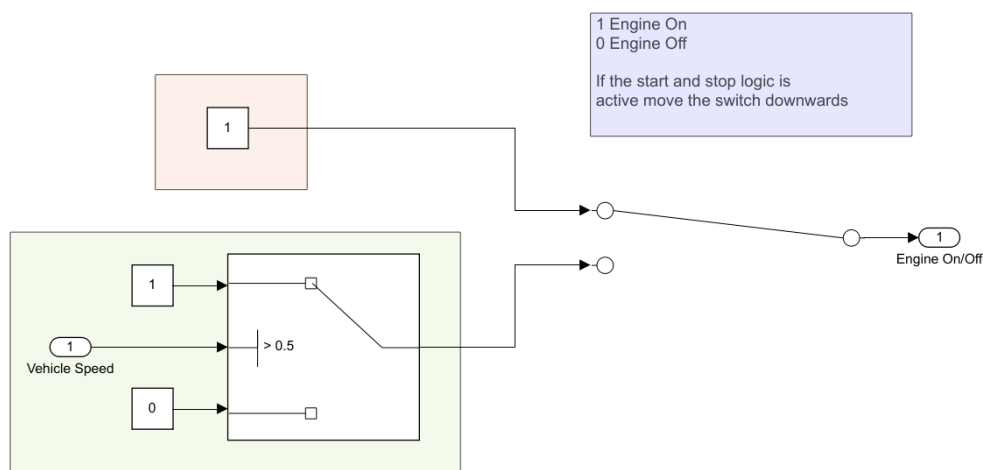 1 Engine On
0 Engine Off
If the start and stop logic is
active move the switch downwards
1
1
Engine On/Off
1
> 0.5
1
Vehicle Speed
0